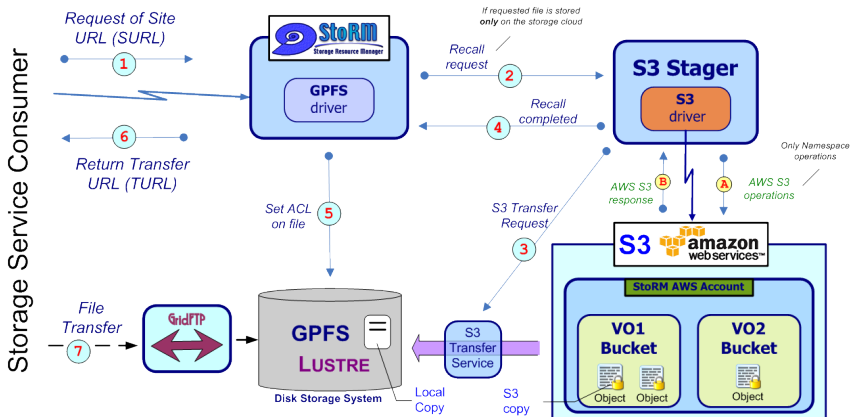 Storage Service Consumer
Request of Site
URL (SURL)
1
6
Return Transfer
URL (TURL)
StoRM
Storage Resource Manager
GPFS
driver
If requested file is stored
only on the storage cloud
Recall
request
2
Recall
completed
4
S3 Stager
S3
driver
Only Namespace
operations
B
A
AWS S3
response
AWS S3
operations
Set ACL
on file
5
S3 Transfer
Request
3
S3
amazon
webservices™
StoRM AWS Account
VO1
Bucket
Object
Object
VO2
Bucket
Object
File
Transfer
7
GridFTP
GPFS
LUSTRE
Disk Storage System
S3
Transfer
Service
Local
Copy
S3
copy